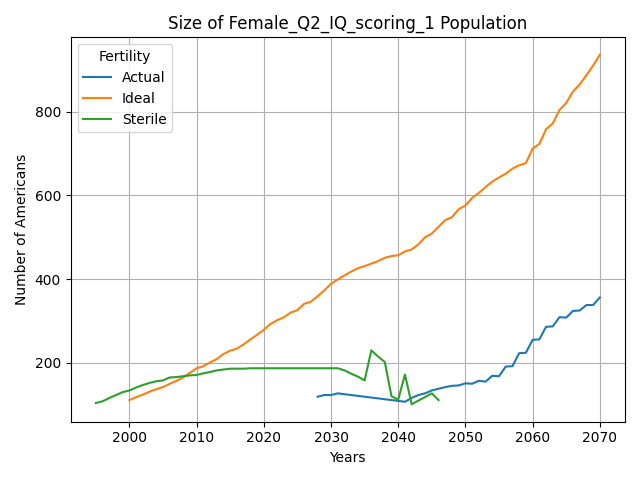 Size of Female_Q2_IQ_scoring_1 Population
Fertility
Actual
Ideal
Sterile
Number of Americans
800
600
400
200
2000 2010 2020 2030 2040 2050 2060 2070
Years